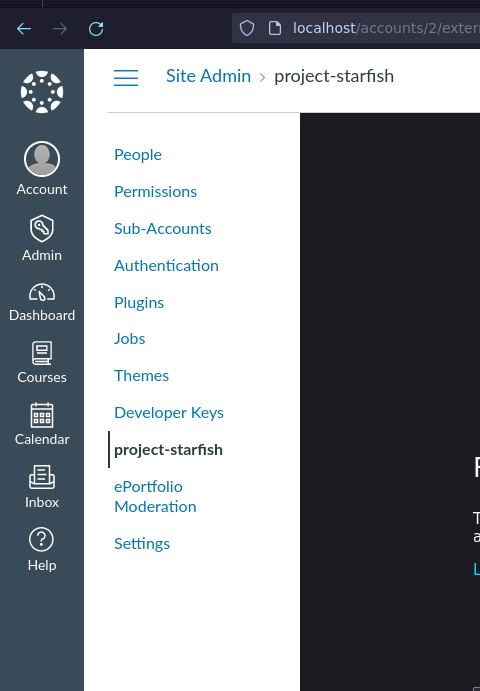 localhost/accounts/2/exter
Site Admin › project-starfish
Account
Admin
Dashboard
Courses
Calendar
Inbox
Help
People
Permissions
Sub-Accounts
Authentication
Plugins
Jobs
Themes
Developer Keys
project-starfish
ePortfolio
Moderation
Settings